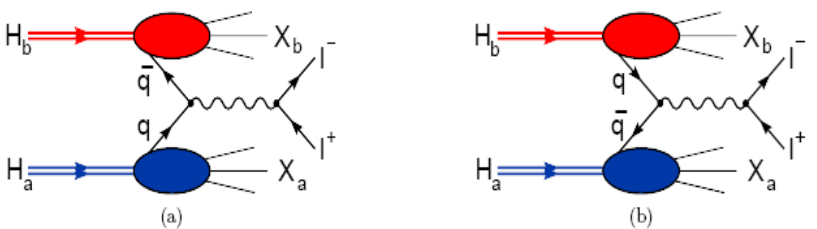 H_b X_b l^-
q̄
q
H_a X_a l^+
(a)
H_b X_b l^-
q
q̄
H_a X_a l^+
(b)